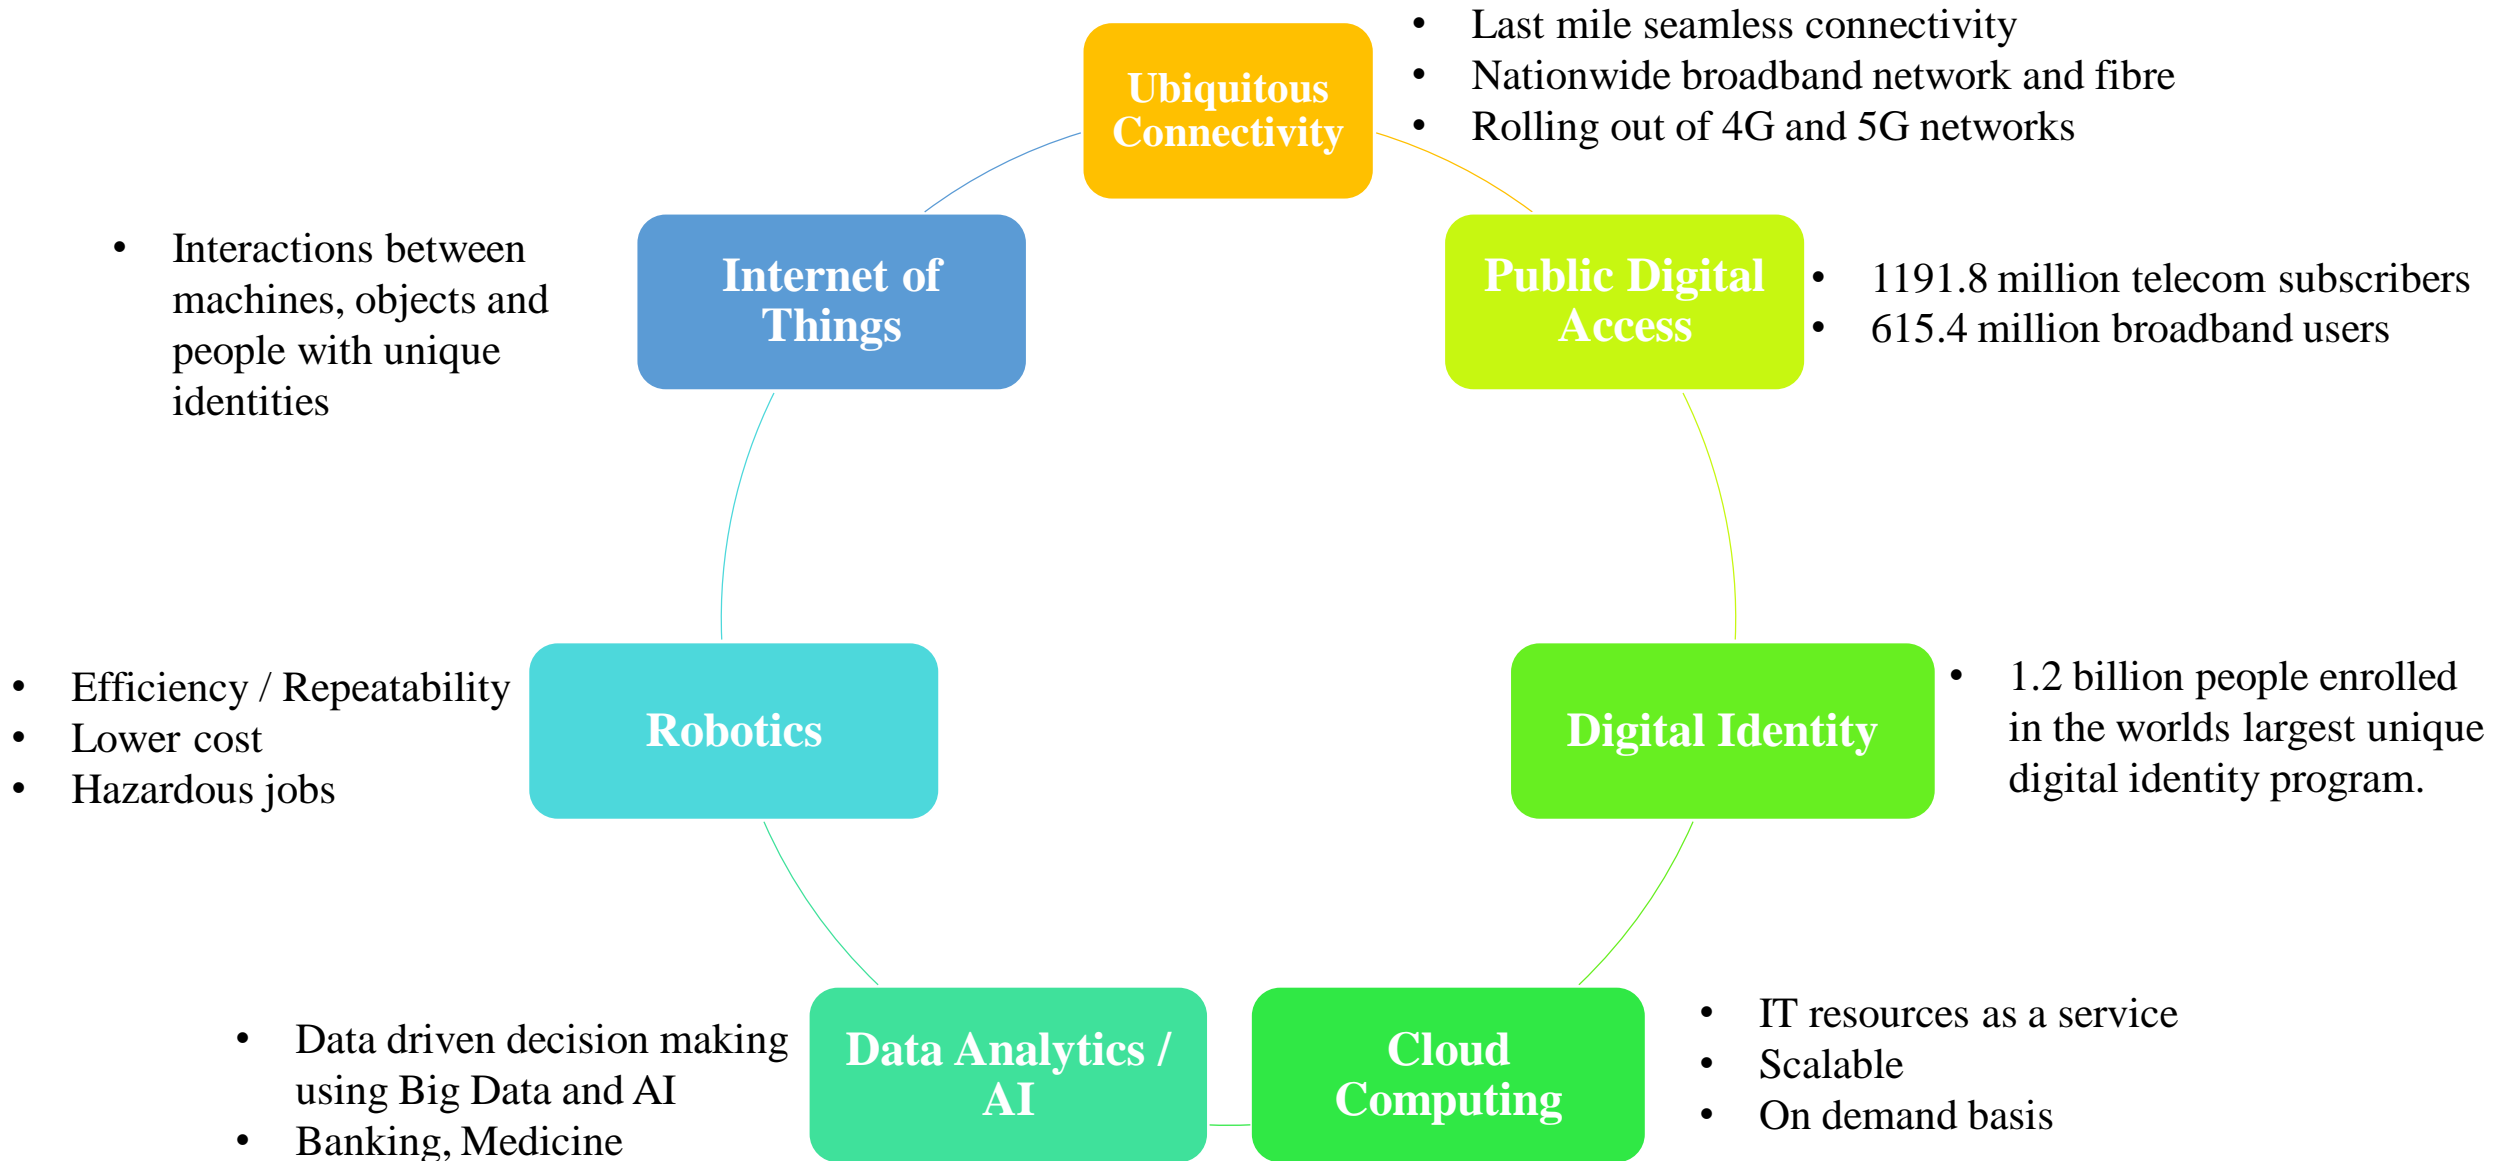 Ubiquitous
Connectivity
• Last mile seamless connectivity
• Nationwide broadband network and fibre
• Rolling out of 4G and 5G networks
Public Digital
Access
• 1191.8 million telecom subscribers
• 615.4 million broadband users
Digital Identity
• 1.2 billion people enrolled
in the worlds largest unique
digital identity program.
Cloud
Computing
• IT resources as a service
• Scalable
• On demand basis
Data Analytics /
AI
• Data driven decision making
using Big Data and AI
• Banking, Medicine
Robotics
• Efficiency / Repeatability
• Lower cost
• Hazardous jobs
Internet of
Things
• Interactions between
machines, objects and
people with unique
identities